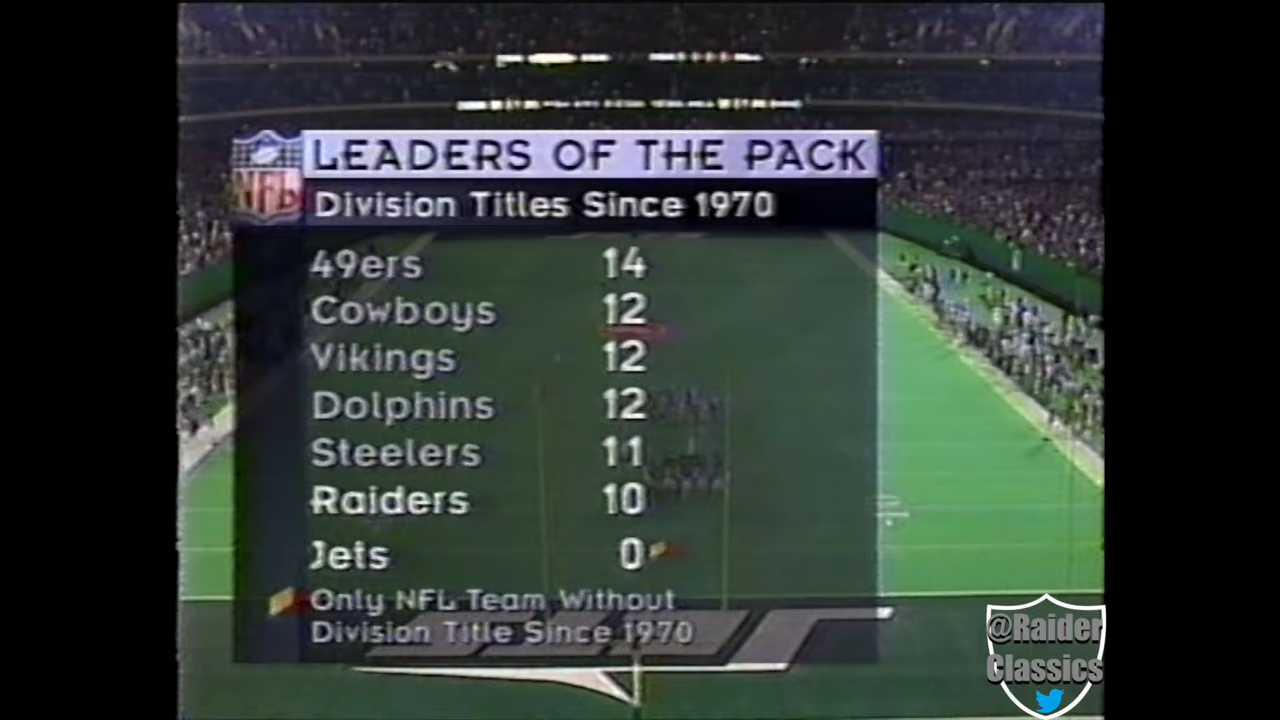 LEADERS OF THE PACK
NFL
Division Titles Since 1970
49ers 14
Cowboys 12
Vikings 12
Dolphins 12
Steelers 11
Raiders 10
Jets 0
Only NFL Team Without
Division Title Since 1970
JETS
@Raider
Classics